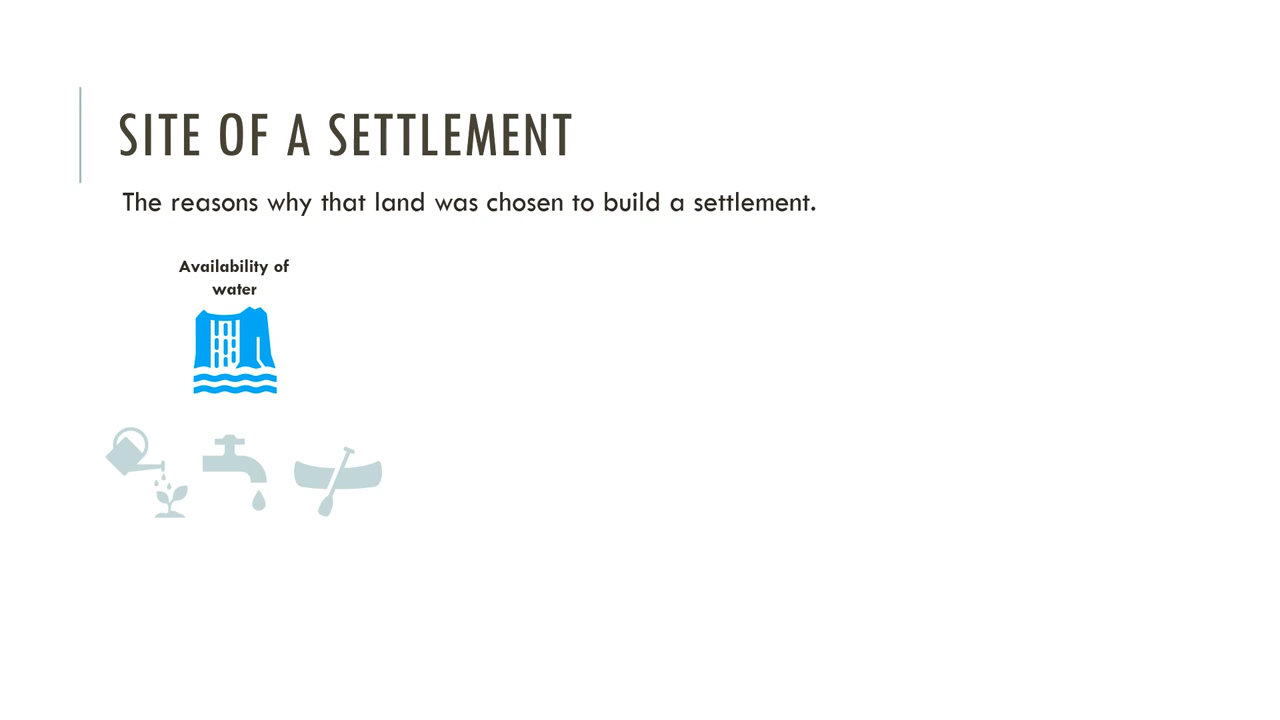 SITE OF A SETTLEMENT
The reasons why that land was chosen to build a settlement.
Availability of
water